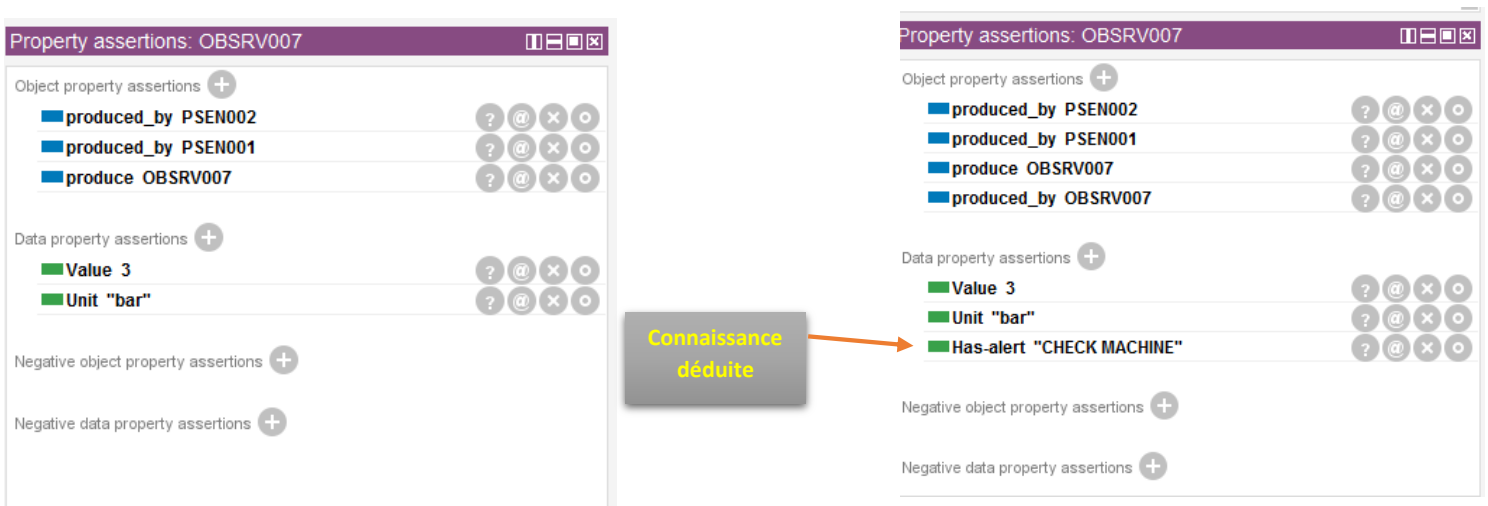 Property assertions: OBSRV007
Object property assertions
produced_by PSEN002
produced_by PSEN001
produce OBSRV007
Data property assertions
Value 3
Unit "bar"
Negative object property assertions
Negative data property assertions
Connaissance
déduite
Property assertions: OBSRV007
Object property assertions
produced_by PSEN002
produced_by PSEN001
produce OBSRV007
produced_by OBSRV007
Data property assertions
Value 3
Unit "bar"
Has-alert "CHECK MACHINE"
Negative object property assertions
Negative data property assertions